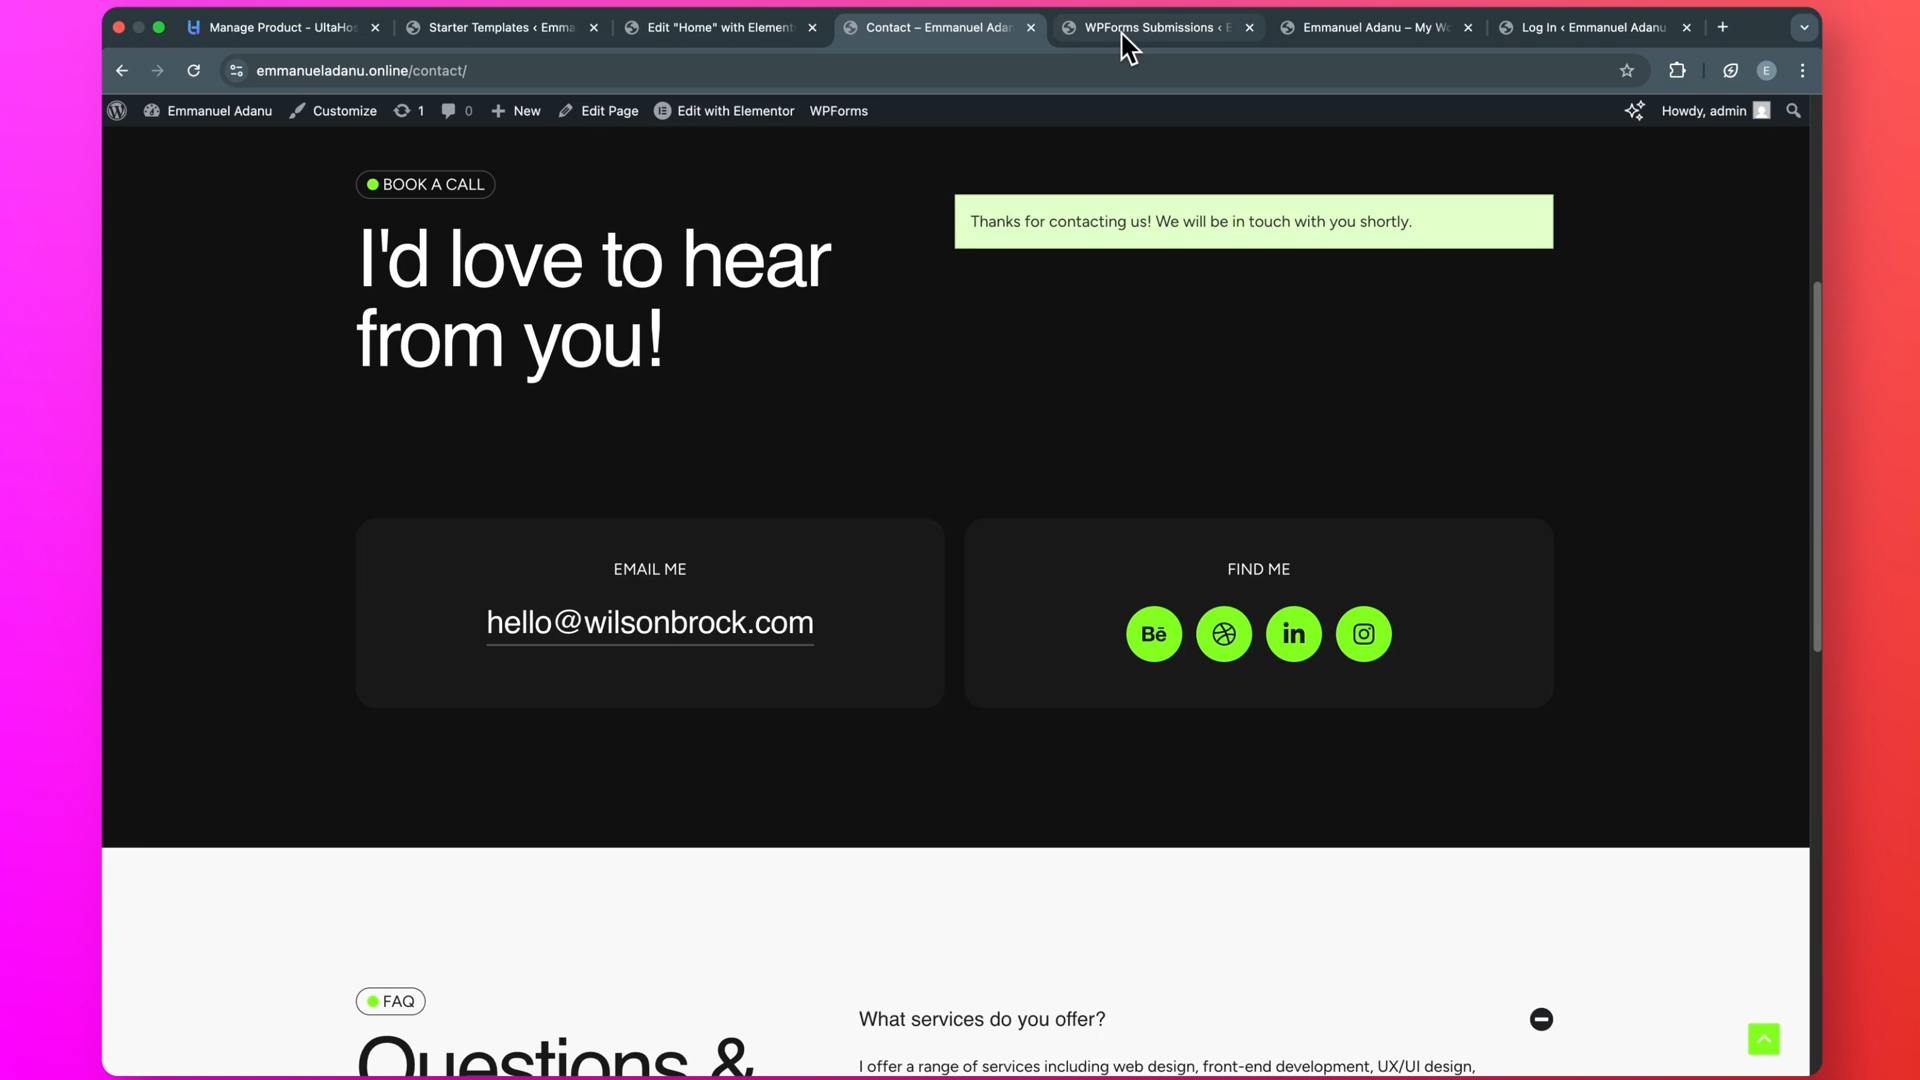 Manage Product - UltaHos
Starter Templates ‹ Emma
Edit "Home" with Element
Contact – Emmanuel Adan
WPForms Submissions ‹ E
Emmanuel Adanu – My Wo
Log In ‹ Emmanuel Adanu
emmanueladanu.online/contact/
E
Emmanuel Adanu
Customize
1
0
New
Edit Page
Edit with Elementor
WPForms
Howdy, admin
BOOK A CALL
I'd love to hear
from you!
Thanks for contacting us! We will be in touch with you shortly.
EMAIL ME
hello@wilsonbrock.com
FIND ME
Bē
in
FAQ
Questions &
What services do you offer?
I offer a range of services including web design, front-end development, UX/UI design,